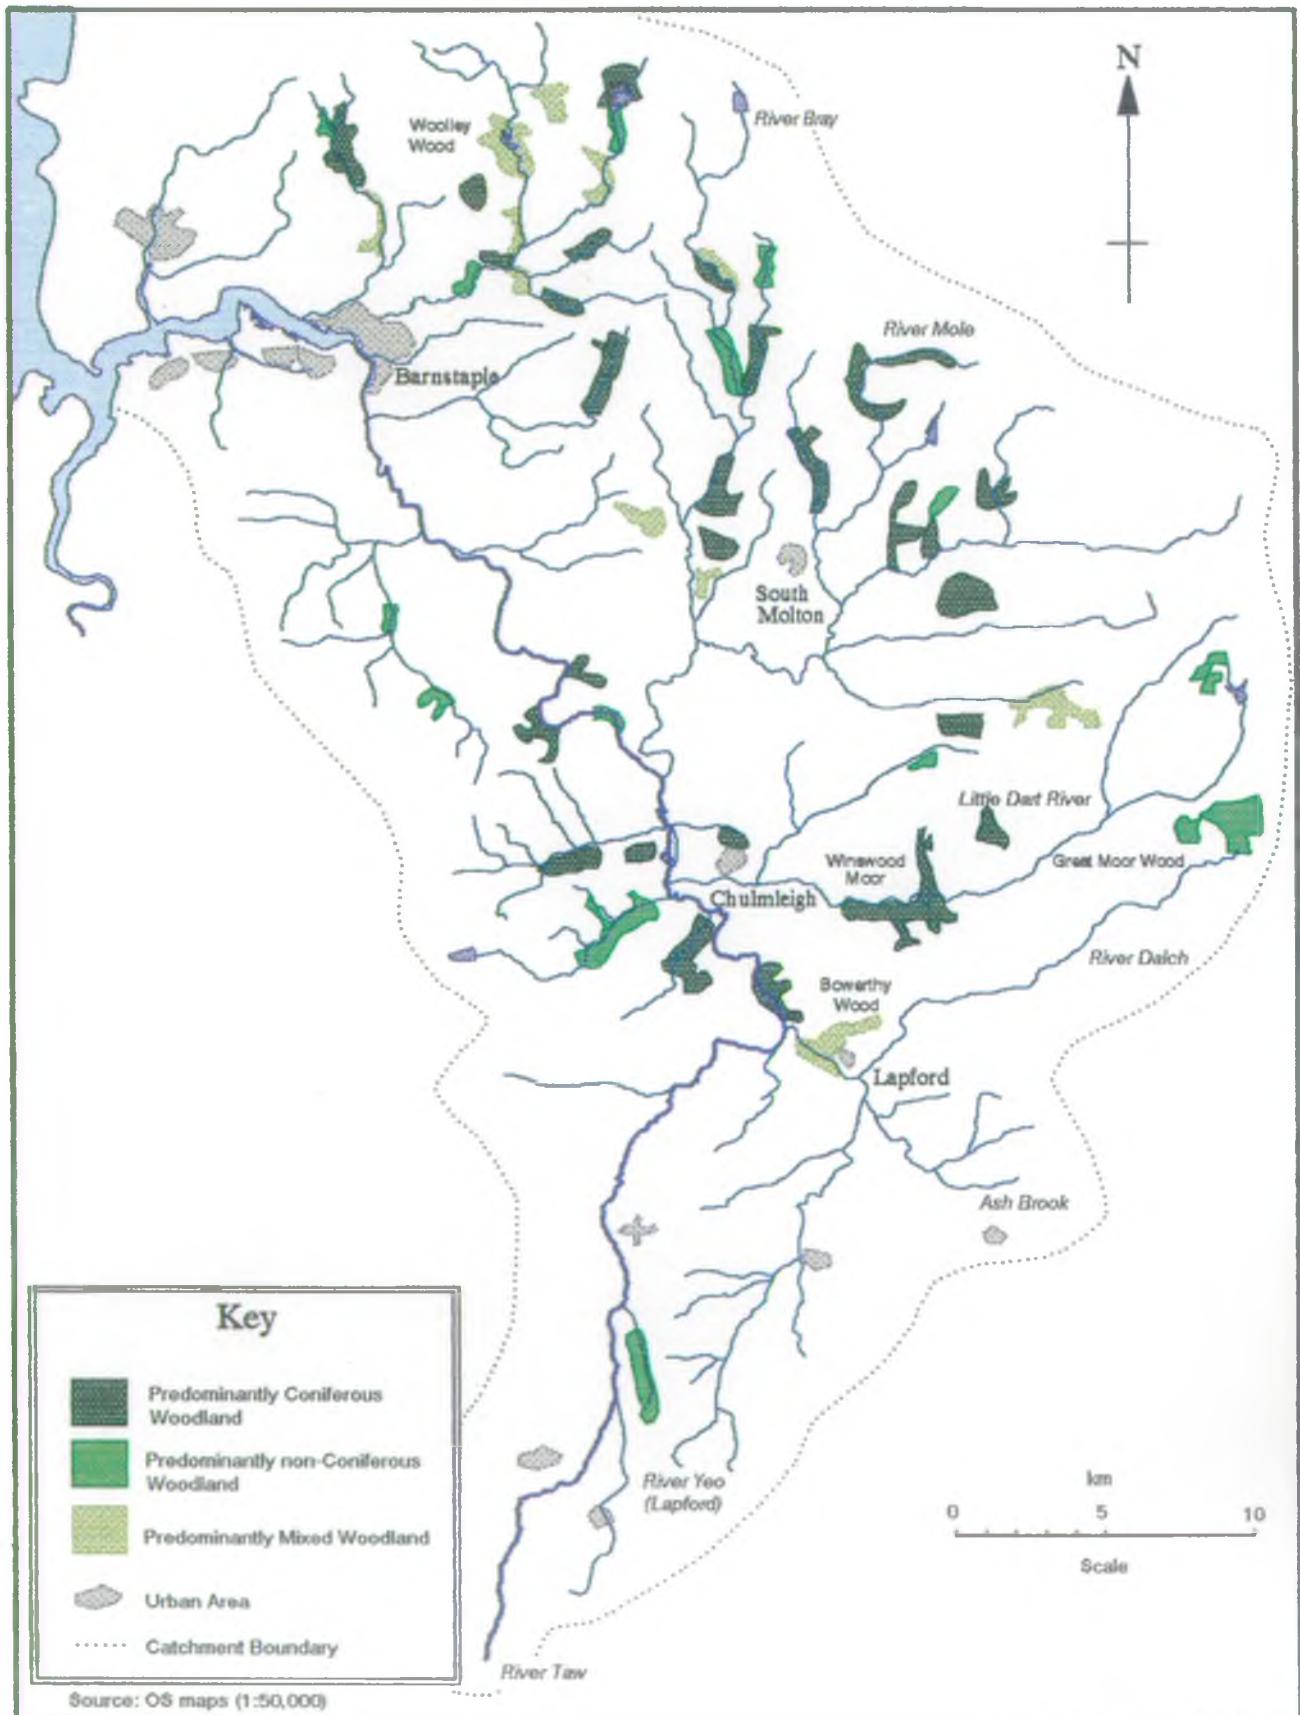 N
River Bray
Woolley
Wood
River Mole
Barnstaple
South
Molton
Little Dart River
Winswood
Moor
Great Moor Wood
Chulmleigh
River Dalch
Bowerthy
Wood
Lapford
Ash Brook
River Yeo
(Lapford)
River Taw
km
0 5 10
Scale
Key
Predominantly Coniferous
Woodland
Predominantly non-Coniferous
Woodland
Predominantly Mixed Woodland
Urban Area
Catchment Boundary
Source: OS maps (1:50,000)